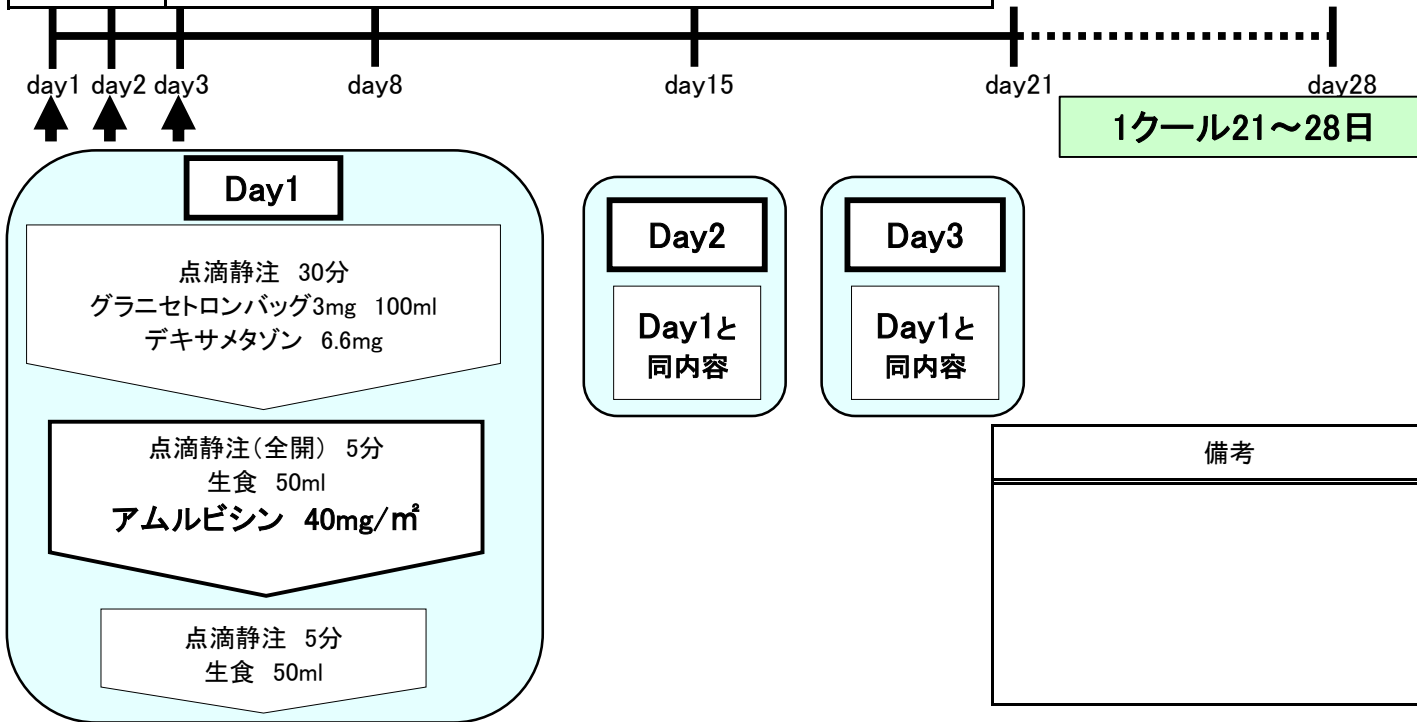 day1 day2 day3 day8 day15 day21 day28
1クール21～28日
Day1
点滴静注 30分
グラニセトロンバッグ3mg 100ml
デキサメタゾン 6.6mg
点滴静注(全開) 5分
生食 50ml
アムルビシン 40mg/㎡
点滴静注 5分
生食 50ml
Day2
Day1と
同内容
Day3
Day1と
同内容
備考